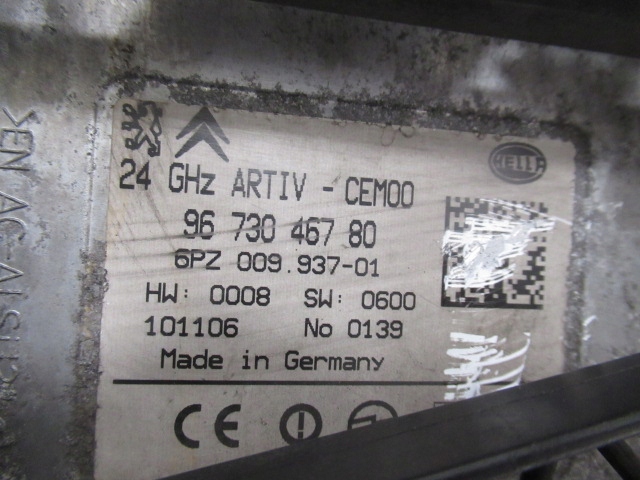 HELLA
24 GHz ARTIV - CEM00
96 730 467 80
6PZ 009.937-01
HW: 0008 SW: 0600
101106 No 0139
Made in Germany
CE